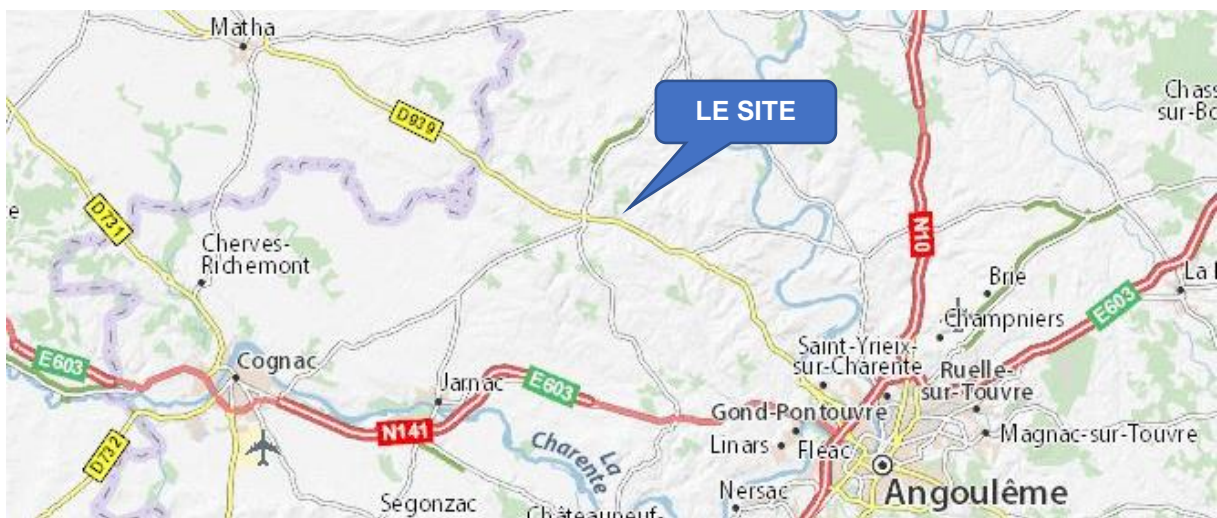 Matha
D939
LE SITE
Chass
sur-Bo
D731
e
Cherves-
Richemont
N10
Brie
La
E603
Champniers
Saint-Yrieix-
sur-Charente
Ruelle-
sur-Touvre
E603
Cognac
Jarnac
E603
Gond-Pontouvre
N141
Linars
Fléac
Magnac-sur-Touvre
D732
La
Charente
Nersac
Angoulême
Segonzac
Châteauneuf-